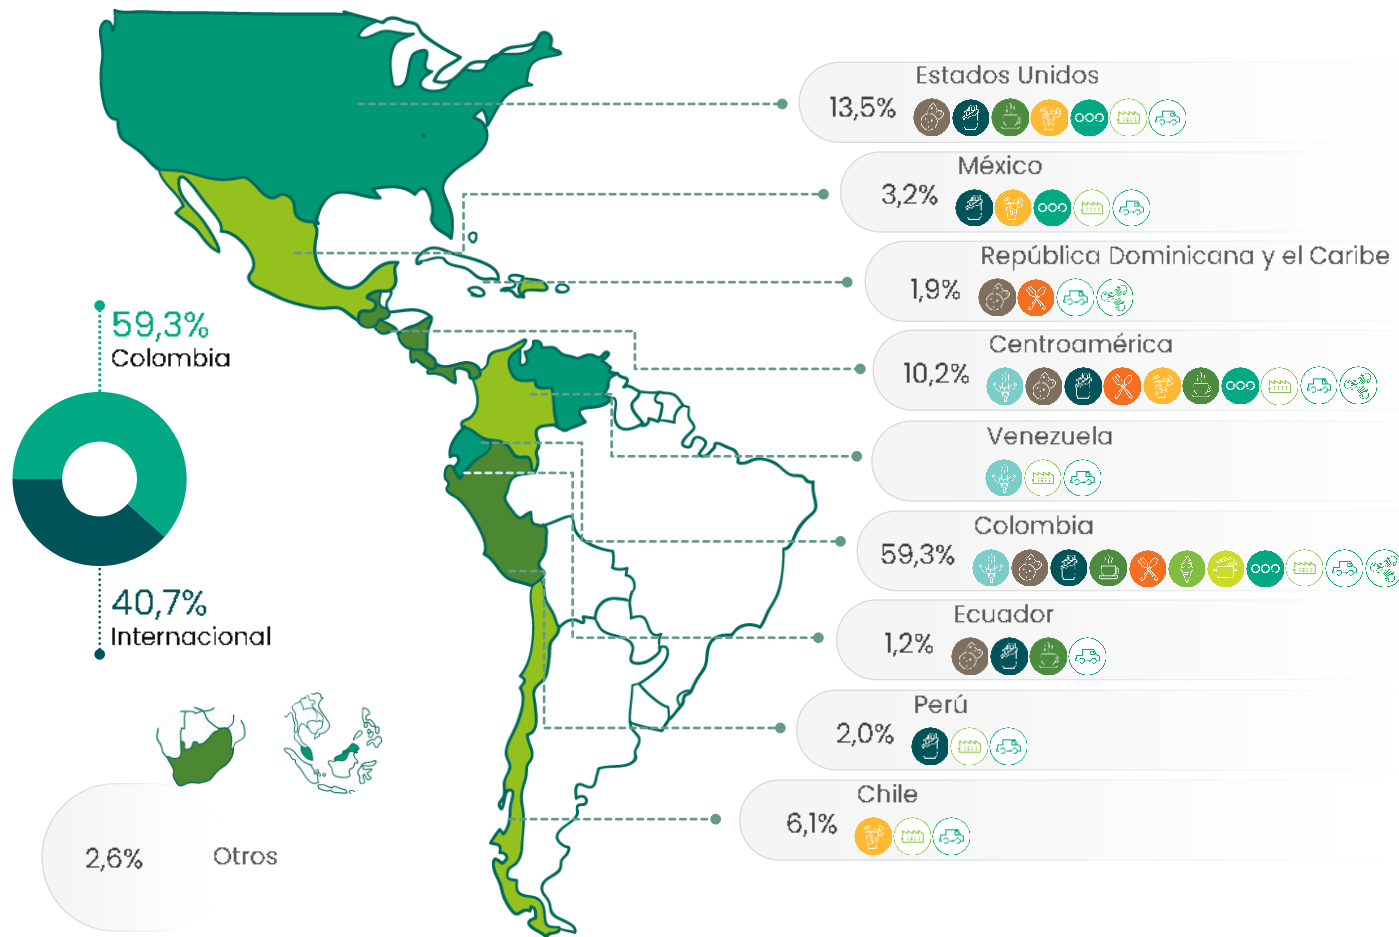 Estados Unidos
13,5%
México
3,2%
República Dominicana y el Caribe
1,9%
Centroamérica
10,2%
Venezuela
Colombia
59,3%
Ecuador
1,2%
Perú
2,0%
Chile
6,1%
59,3%
Colombia
40,7%
Internacional
2,6%
Otros